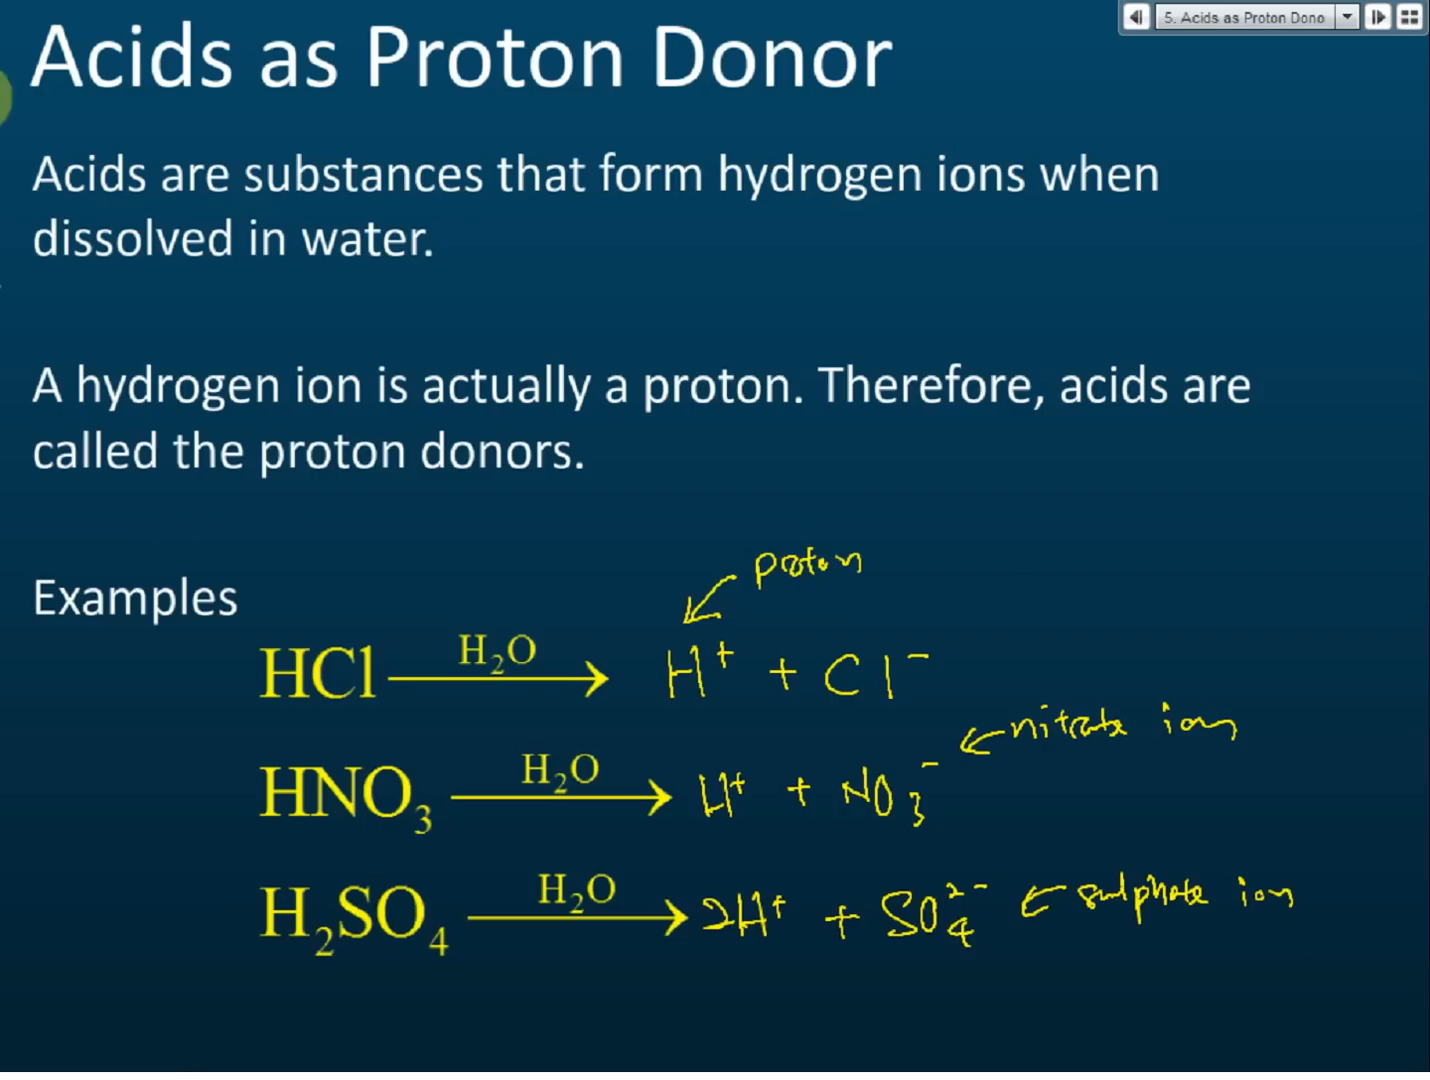 5. Acids as Proton Dono
Acids as Proton Donor
Acids are substances that form hydrogen ions when
dissolved in water.
A hydrogen ion is actually a proton. Therefore, acids are
called the proton donors.
proton
Examples
HCl H₂O H⁺ + Cl⁻
nitrate ion
HNO₃ H₂O H⁺ + NO₃⁻
H₂SO₄ H₂O 2H⁺ + SO₄²⁻ sulphate ion